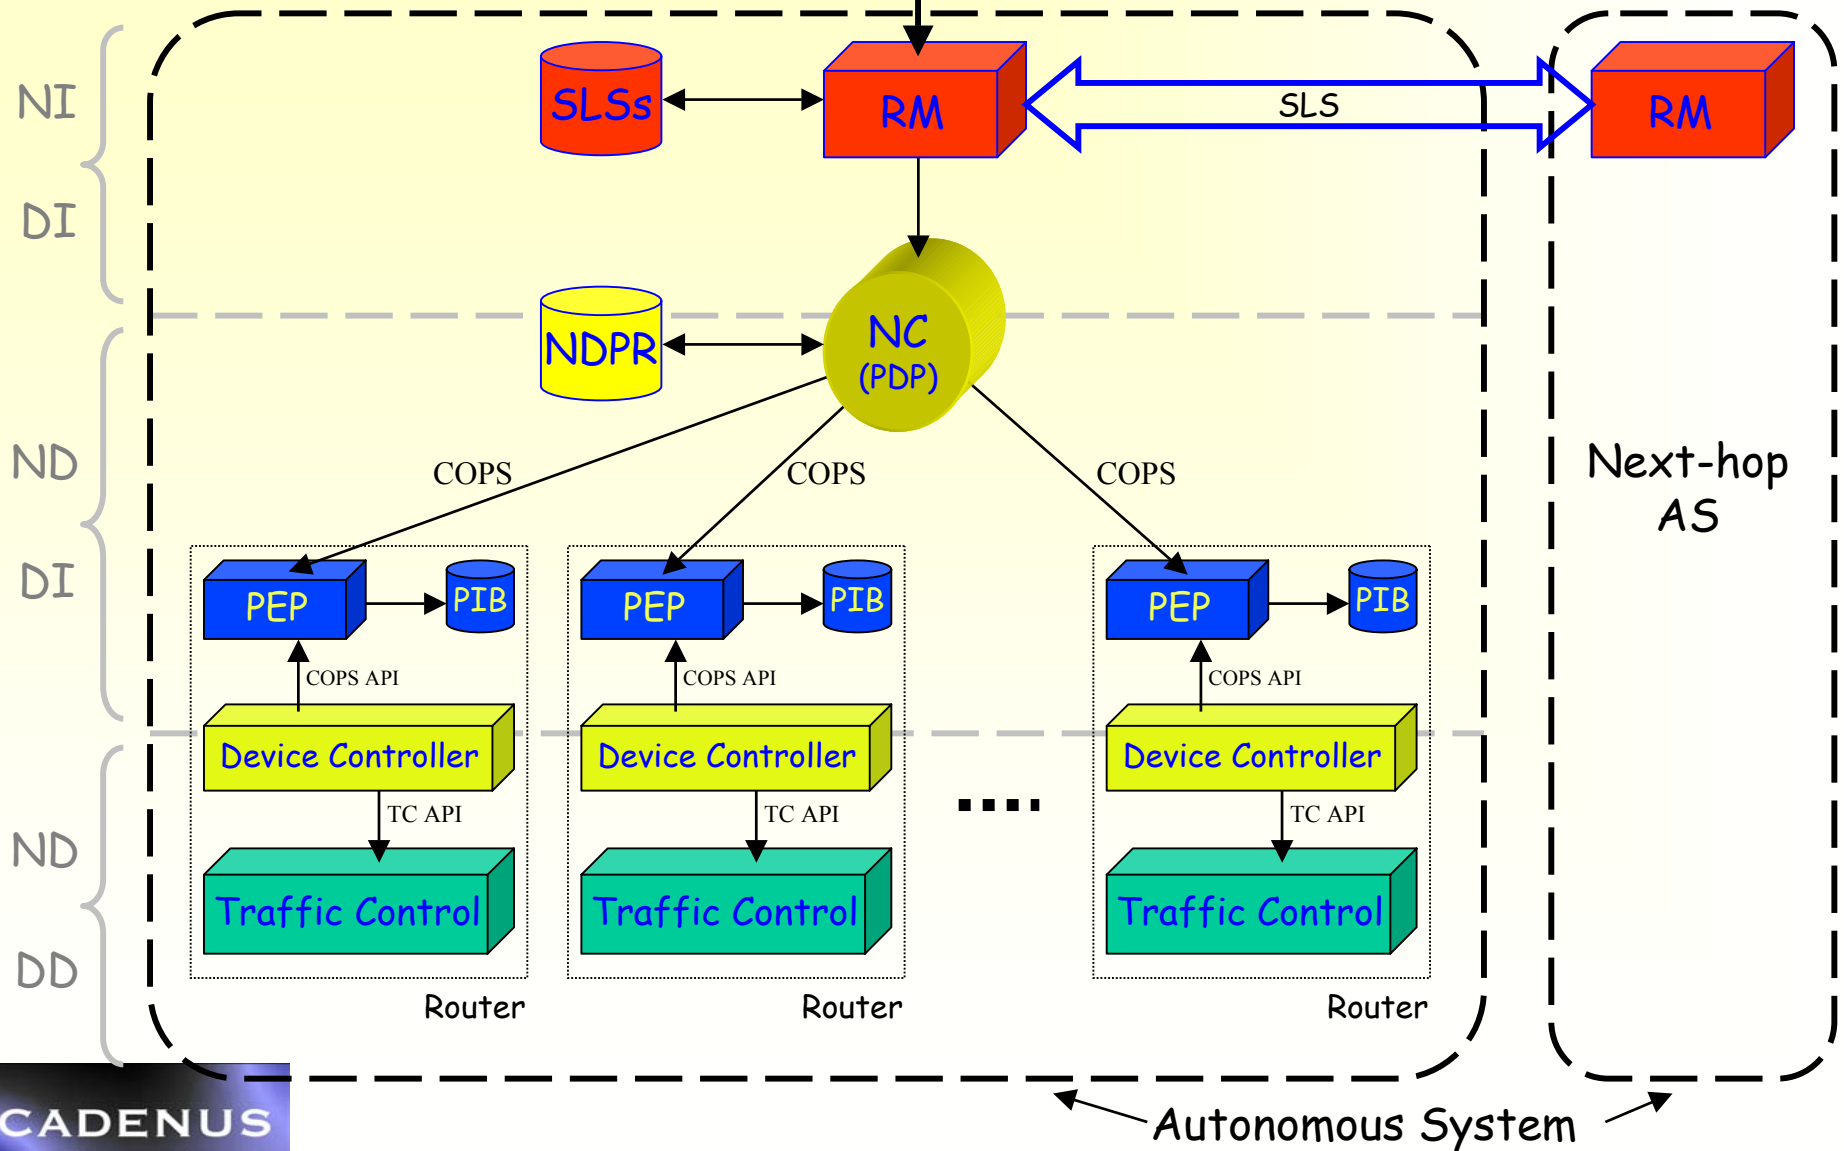 NI
DI
SLSs
RM
SLS
RM
NDPR
NC
(PDP)
ND
DI
COPS
COPS
COPS
Next-hop
AS
PEP
PIB
PEP
PIB
PEP
PIB
COPS API
COPS API
COPS API
Device Controller
Device Controller
Device Controller
TC API
TC API
TC API
....
ND
DD
Traffic Control
Traffic Control
Traffic Control
Router
Router
Router
CADENUS
Autonomous System